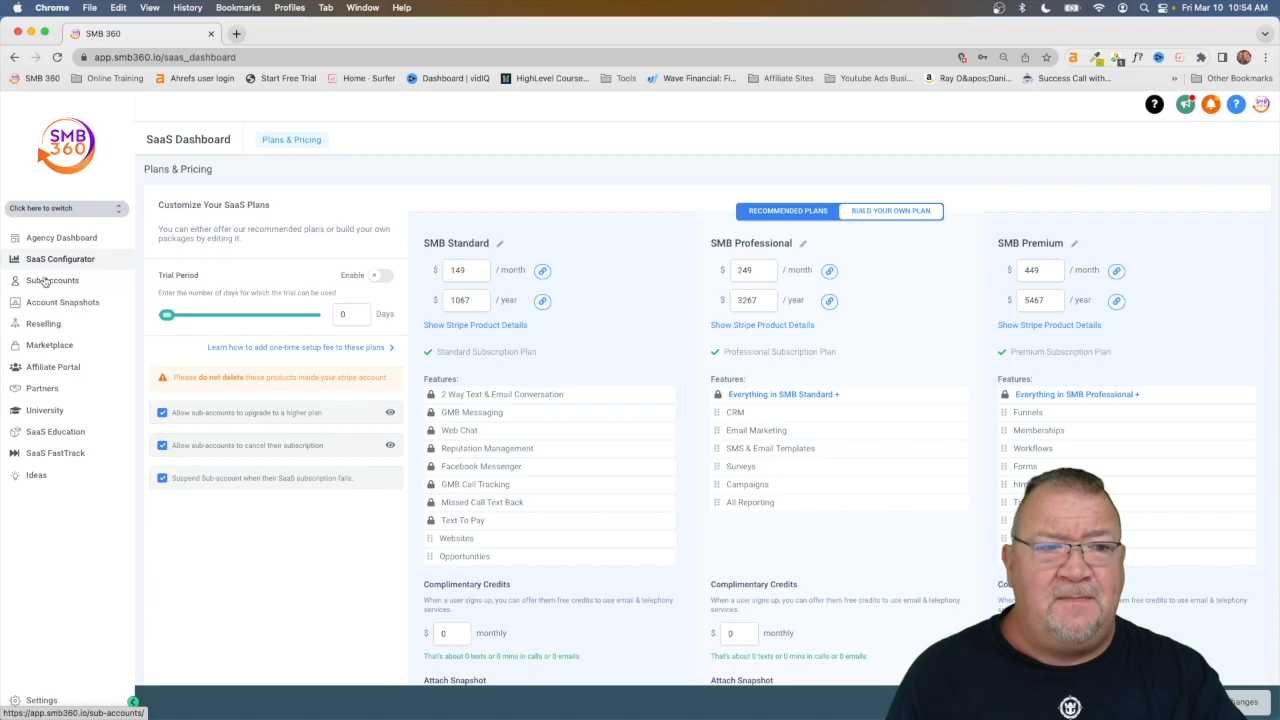 Chrome File Edit View History Bookmarks Profiles Tab Window Help Fri Mar 10 10:54 AM
SMB 360
app.smb360.io/saas_dashboard
SMB 360 Online Training Ahrefs user login Start Free Trial Home · Surfer Dashboard | vidIQ HighLevel Course... Tools Wave Financial: Fi... Affiliate Sites Youtube Ads Busi... Ray O&Dani... Success Call with... » Other Bookmarks
SMB
360
SaaS Dashboard Plans & Pricing
Plans & Pricing
Click here to switch
Agency Dashboard
SaaS Configurator
Sub-Accounts
Account Snapshots
Reselling
Marketplace
Affiliate Portal
Partners
University
SaaS Education
SaaS FastTrack
Ideas
Settings
https://app.smb360.io/sub-accounts/
Customize Your SaaS Plans
You can either offer our recommended plans or build your own
packages by editing it.
Trial Period Enable
Enter the number of days for which the trial can be used
0 Days
Learn how to add one-time setup fee to these plans
Please do not delete these products inside your stripe account
Allow sub-accounts to upgrade to a higher plan
Allow sub-accounts to cancel their subscription
Suspend Sub-account when their SaaS subscription fails.
RECOMMENDED PLANS BUILD YOUR OWN PLAN
SMB Standard
$ 149 / month
$ 1067 / year
Show Stripe Product Details
Standard Subscription Plan
Features:
2 Way Text & Email Conversation
GMB Messaging
Web Chat
Reputation Management
Facebook Messenger
GMB Call Tracking
Missed Call Text Back
Text To Pay
Websites
Opportunities
Complimentary Credits
When a user signs up, you can offer them free credits to use email & telephony
services.
$ 0 monthly
That's about 0 texts or 0 mins in calls or 0 emails
Attach Snapshot
SMB Professional
$ 249 / month
$ 3267 / year
Show Stripe Product Details
Professional Subscription Plan
Features:
Everything in SMB Standard +
CRM
Email Marketing
SMS & Email Templates
Surveys
Campaigns
All Reporting
Complimentary Credits
When a user signs up, you can offer them free credits to use email & telephony
services.
$ 0 monthly
That's about 0 texts or 0 mins in calls or 0 emails
Attach Snapshot
SMB Premium
$ 449 / month
$ 5467 / year
Show Stripe Product Details
Premium Subscription Plan
Features:
Everything in SMB Professional +
Funnels
Memberships
Workflows
Forms
credits to use email & telephony